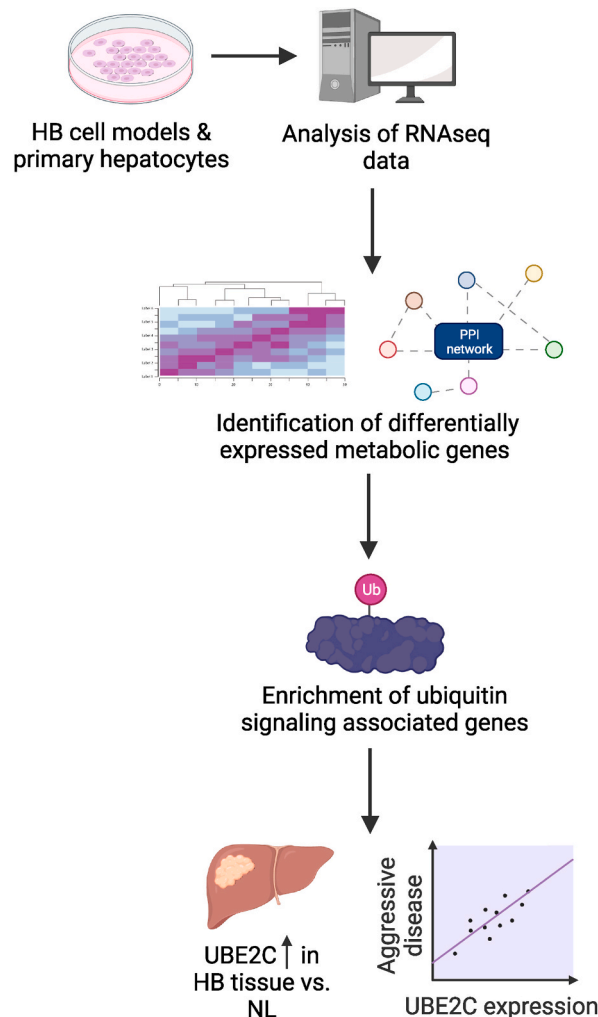 HB cell models &
primary hepatocytes
Analysis of RNAseq
data
PPI
network
Identification of differentially
expressed metabolic genes
Ub
Enrichment of ubiquitin
signaling associated genes
UBE2C ↑ in
HB tissue vs.
NL
Aggressive
disease
UBE2C expression